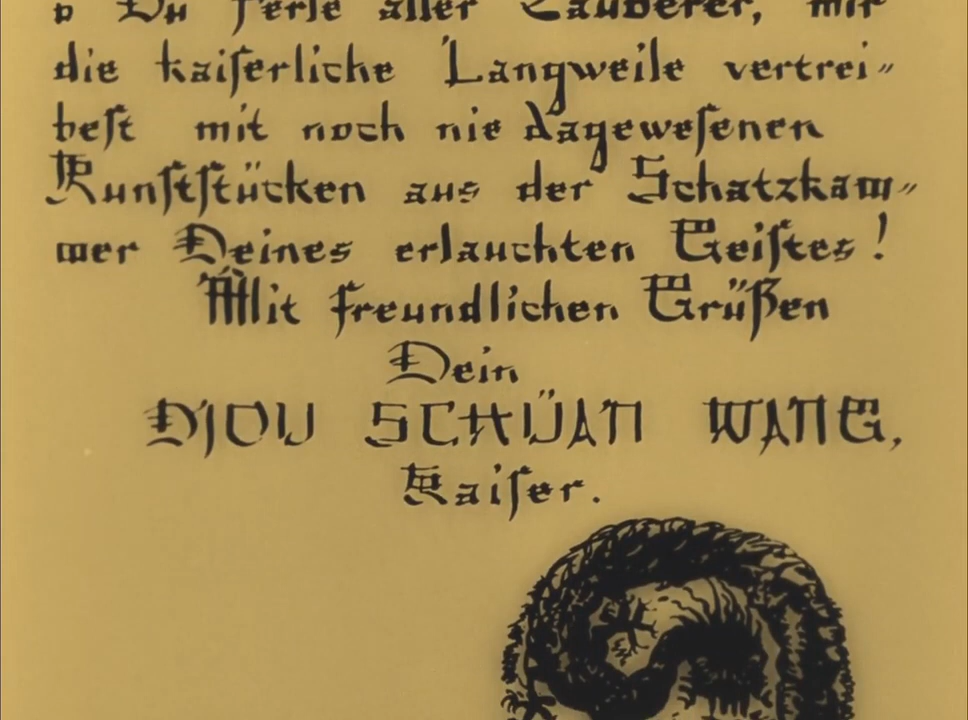 o Du Perle aller Zauberer, mir
die kaiſerliche Langweile vertrei⸗
beſt mit noch nie dageweſenen
Kunſtſtücken aus der Schatzkam⸗
mer Deines erlauchten Geiſtes!
Mit freundlichen Grüßen
Dein
DJOU SCHÜAN WANG,
Kaiſer.